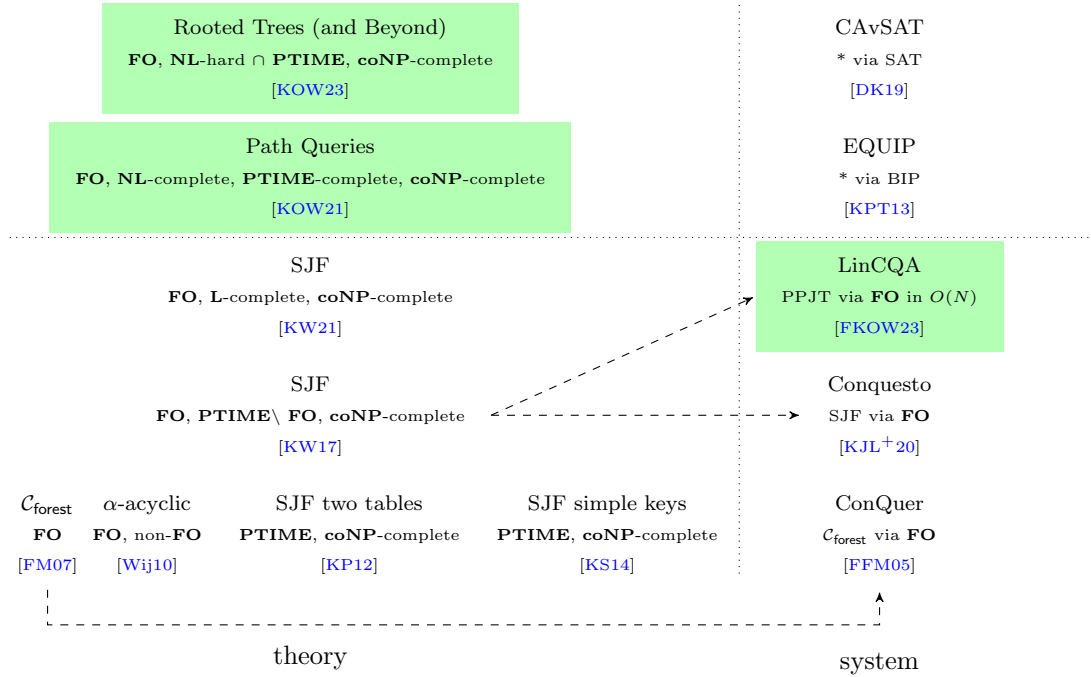 Rooted Trees (and Beyond)
FO, NL-hard ∩ PTIME, coNP-complete
[KOW23]
CAvSAT
* via SAT
[DK19]
Path Queries
FO, NL-complete, PTIME-complete, coNP-complete
[KOW21]
EQUIP
* via BIP
[KPT13]
SJF
FO, L-complete, coNP-complete
[KW21]
LinCQA
PPJT via FO in O(N)
[FKOW23]
SJF
FO, PTIME\ FO, coNP-complete
[KW17]
Conquesto
SJF via FO
[KJL+20]
C_forest
FO
[FM07]
α-acyclic
FO, non-FO
[Wij10]
SJF two tables
PTIME, coNP-complete
[KP12]
SJF simple keys
PTIME, coNP-complete
[KS14]
ConQuer
C_forest via FO
[FFM05]
theory
system